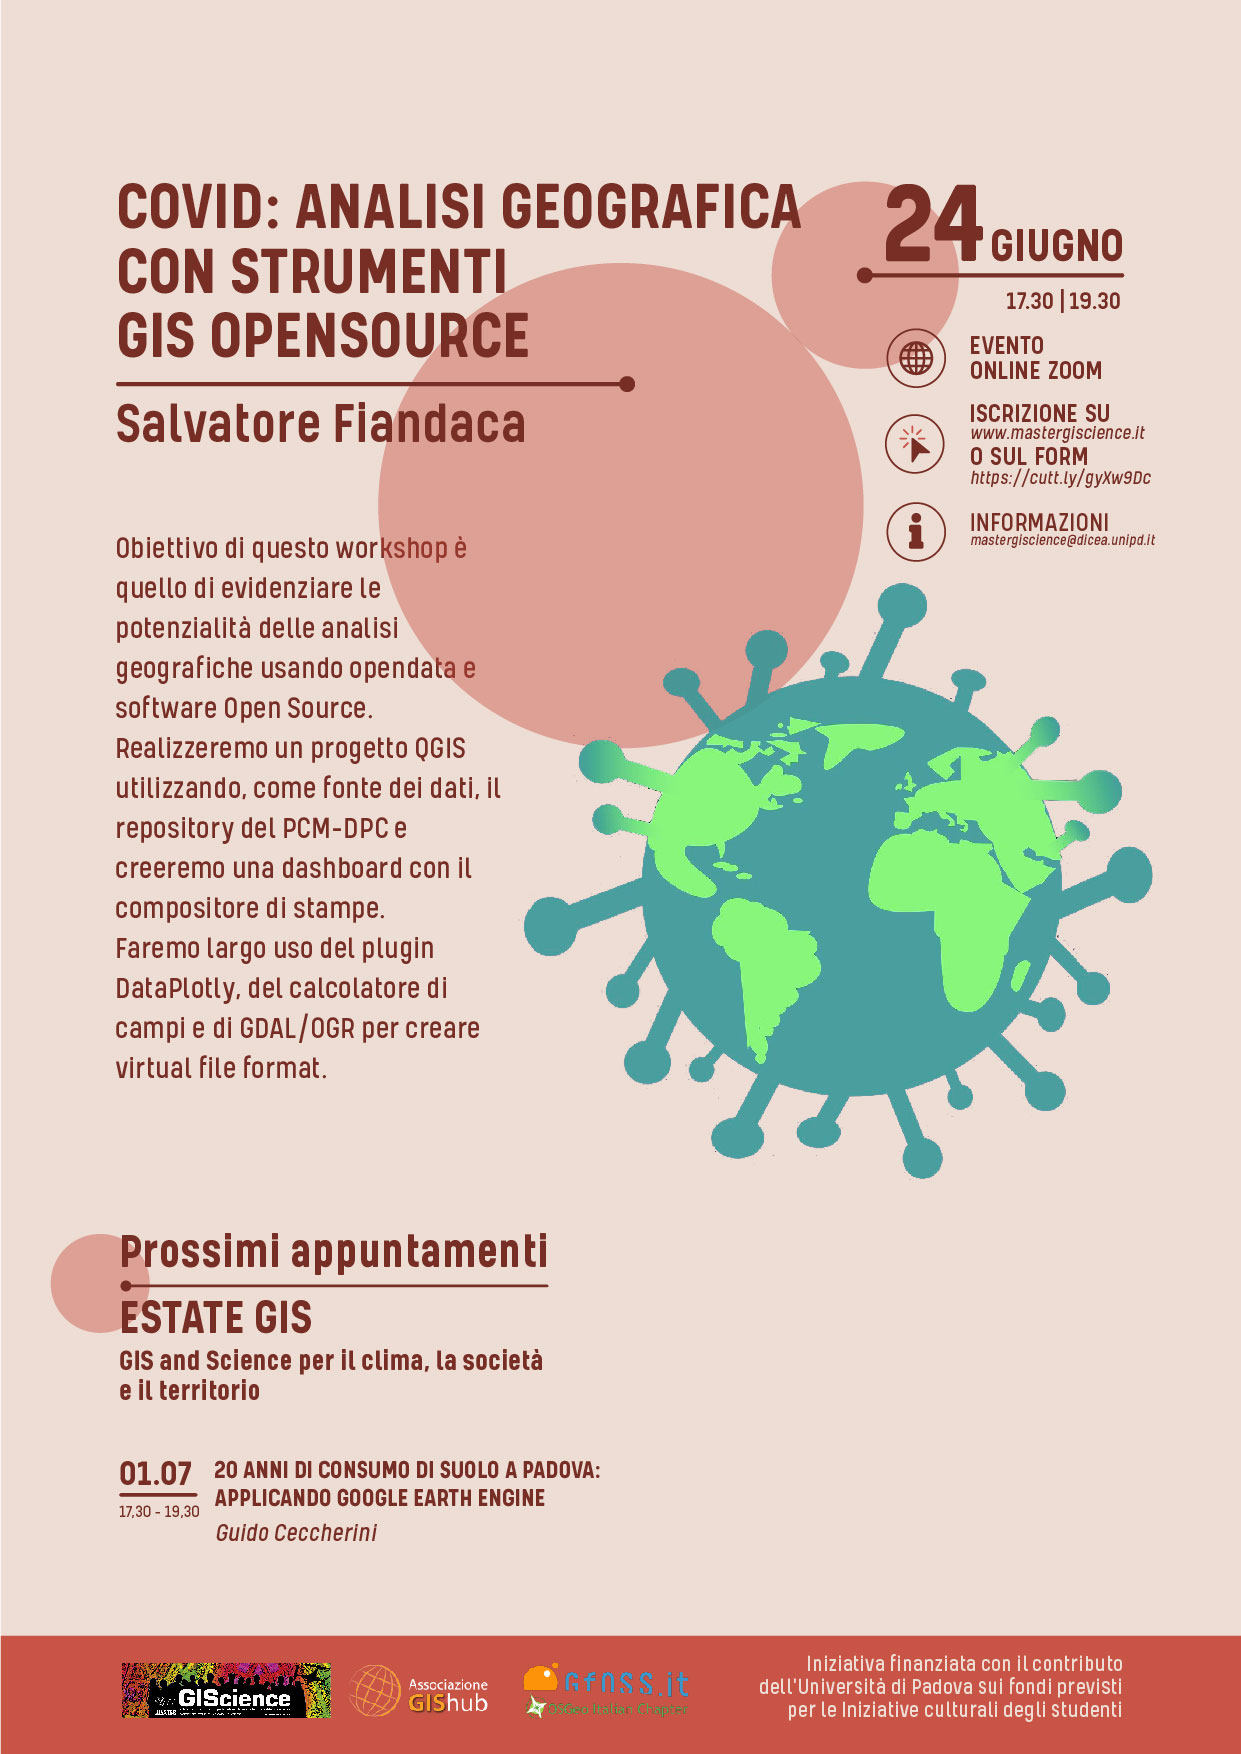 COVID: ANALISI GEOGRAFICA
CON STRUMENTI
GIS OPENSOURCE
Salvatore Fiandaca
24 GIUGNO
17.30 | 19.30
EVENTO
ONLINE ZOOM
ISCRIZIONE SU
www.mastergiscience.it
O SUL FORM
https://cutt.ly/gyXw9Dc
INFORMAZIONI
mastergiscience@dicea.unipd.it
Obiettivo di questo workshop è
quello di evidenziare le
potenzialità delle analisi
geografiche usando opendata e
software Open Source.
Realizzeremo un progetto QGIS
utilizzando, come fonte dei dati, il
repository del PCM-DPC e
creeremo una dashboard con il
compositore di stampe.
Faremo largo uso del plugin
DataPlotly, del calcolatore di
campi e di GDAL/OGR per creare
virtual file format.
Prossimi appuntamenti
ESTATE GIS
GIS and Science per il clima, la società
e il territorio
01.07
17,30 - 19,30
20 ANNI DI CONSUMO DI SUOLO A PADOVA:
APPLICANDO GOOGLE EARTH ENGINE
Guido Ceccherini
GIScience
Associazione
GIShub
GFOSS.it
OSGeo Italian Chapter
Iniziativa finanziata con il contributo
dell'Università di Padova sui fondi previsti
per le Iniziative culturali degli studenti